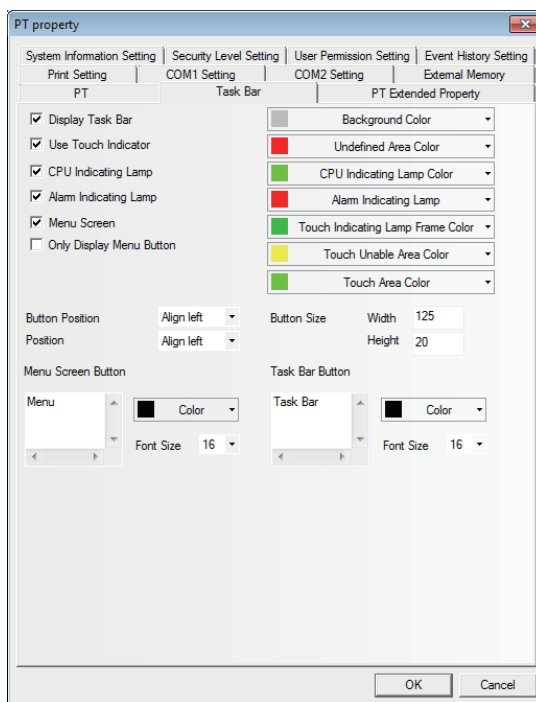 PT property
System Information Setting Security Level Setting User Permission Setting Event History Setting
Print Setting COM1 Setting COM2 Setting External Memory
PT Task Bar PT Extended Property
Display Task Bar Background Color
Use Touch Indicator Undefined Area Color
CPU Indicating Lamp CPU Indicating Lamp Color
Alarm Indicating Lamp Alarm Indicating Lamp
Menu Screen Touch Indicating Lamp Frame Color
Only Display Menu Button Touch Unable Area Color
Touch Area Color
Button Position Align left Button Size Width 125
Position Align left Height 20
Menu Screen Button Task Bar Button
Menu Color Task Bar Color
Font Size 16 Font Size 16
OK Cancel